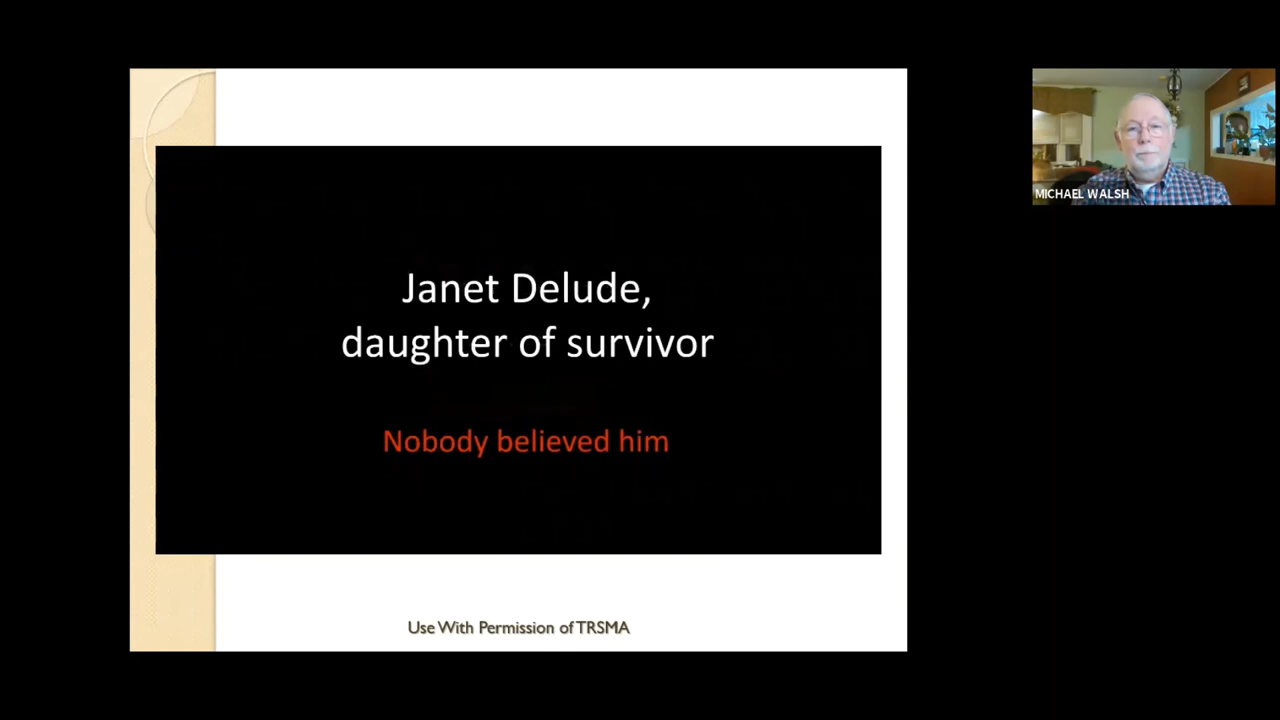 Janet Delude,
daughter of survivor
Nobody believed him
Use With Permission of TRSMA
MICHAEL WALSH